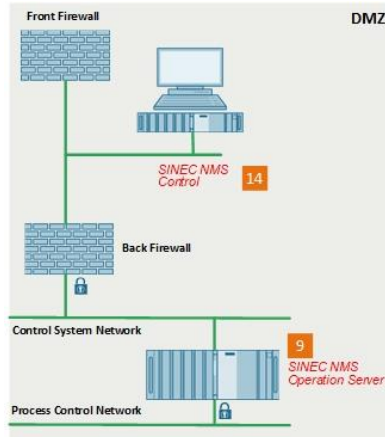 Front Firewall
DMZ
SINEC NMS
Control
14
Back Firewall
Control System Network
9
SINEC NMS
Operation Server
Process Control Network